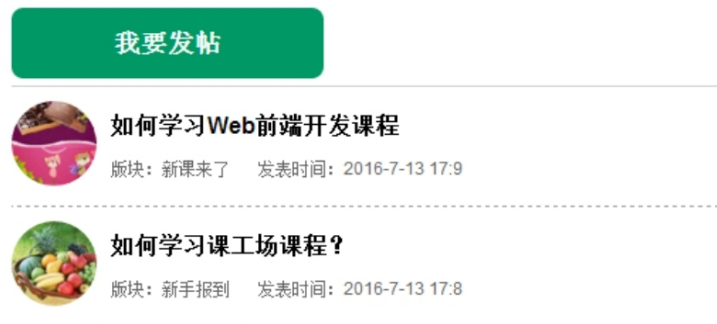 我要发帖
如何学习Web前端开发课程
版块：新课来了 发表时间：2016-7-13 17:9
如何学习课工场课程？
版块：新手报到 发表时间：2016-7-13 17:8